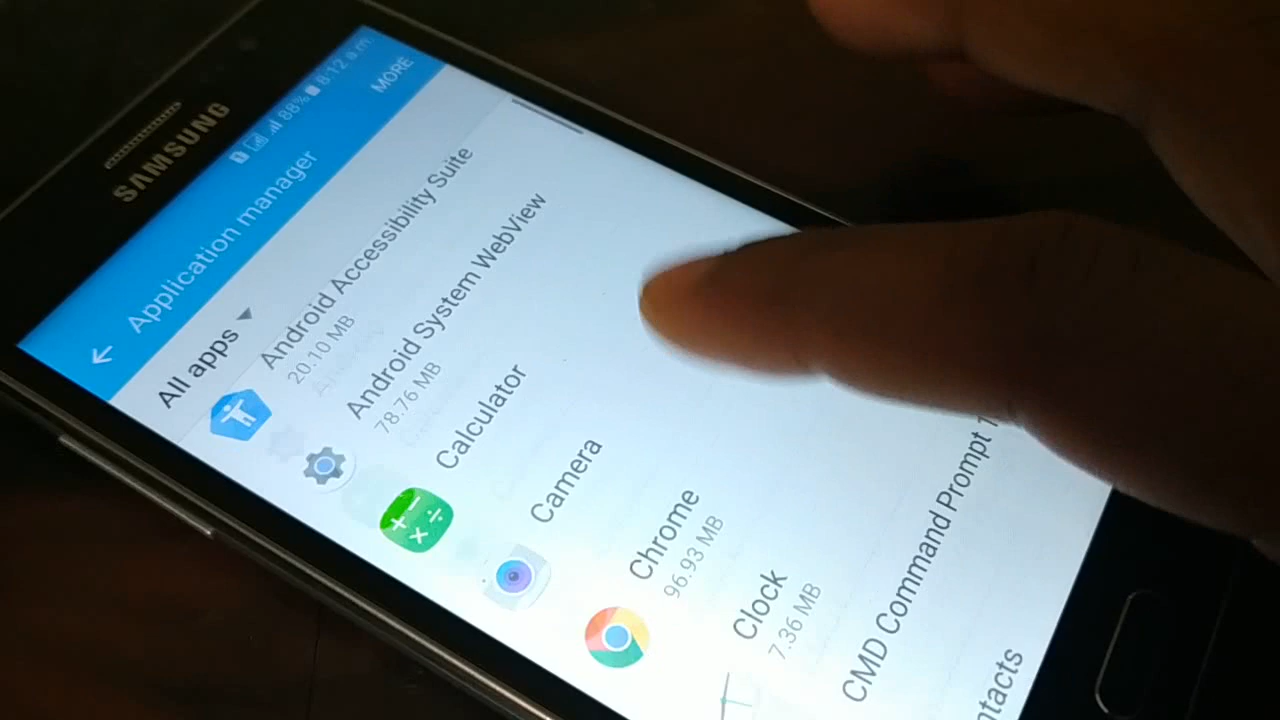 SAMSUNG
88% 8:12 a.m.
Application manager
MORE
All apps
Android Accessibility Suite
20.10 MB
Android System WebView
78.76 MB
Calculator
Camera
Chrome
96.93 MB
Clock
7.36 MB
CMD Command Prompt 1
ntacts